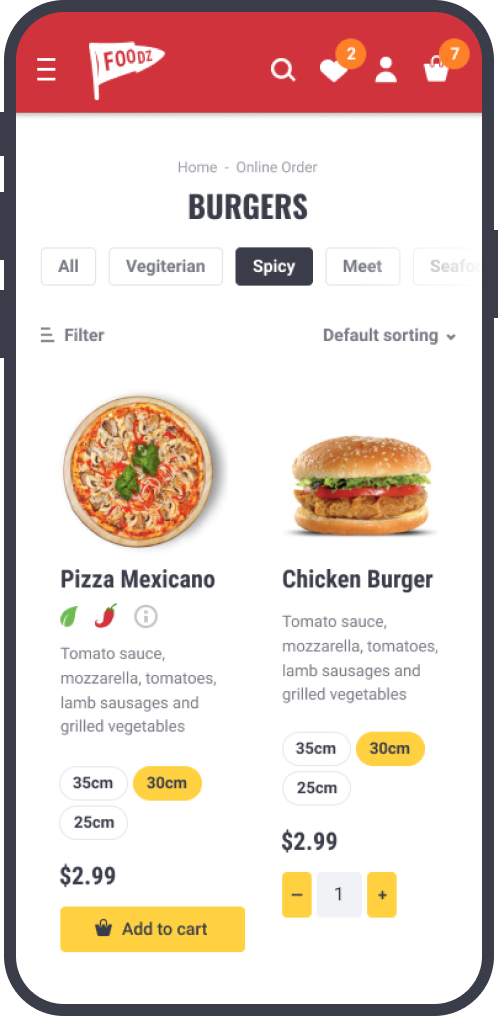 FOODZ
2
7
Home - Online Order
BURGERS
All
Vegiterian
Spicy
Meet
Filter
Default sorting
Pizza Mexicano
Tomato sauce,
mozzarella, tomatoes,
lamb sausages and
grilled vegetables
35cm
30cm
25cm
$2.99
Add to cart
Chicken Burger
Tomato sauce,
mozzarella, tomatoes,
lamb sausages and
grilled vegetables
35cm
30cm
25cm
$2.99
− 1 +